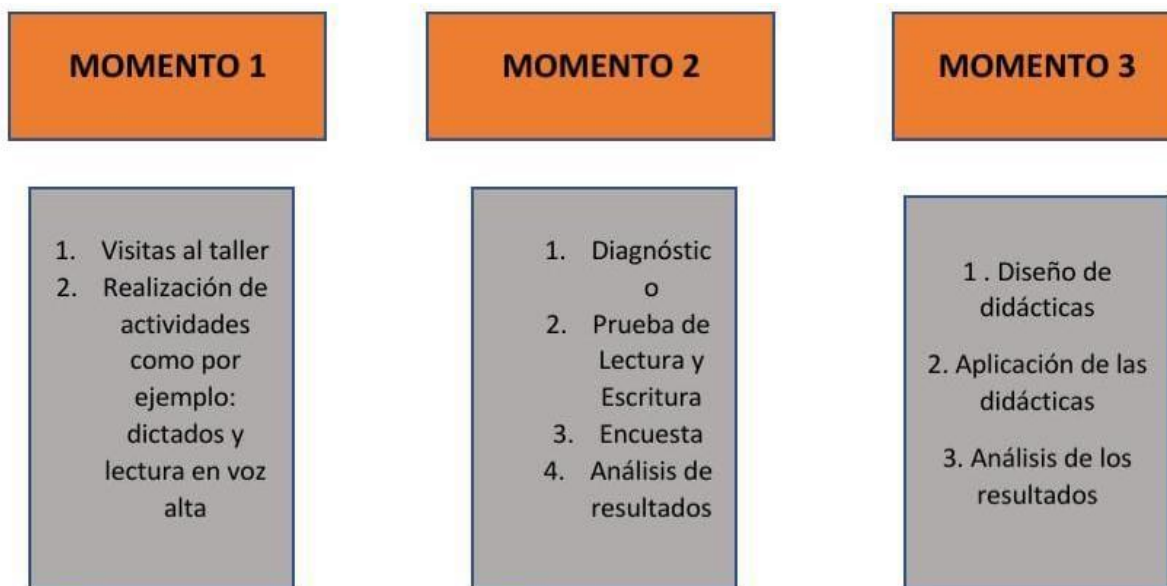 MOMENTO 1
1. Visitas al taller
2. Realización de
actividades
como por
ejemplo:
dictados y
lectura en voz
alta
MOMENTO 2
1. Diagnóstic
o
2. Prueba de
Lectura y
Escritura
3. Encuesta
4. Análisis de
resultados
MOMENTO 3
1 . Diseño de
didácticas
2. Aplicación de las
didácticas
3. Análisis de los
resultados